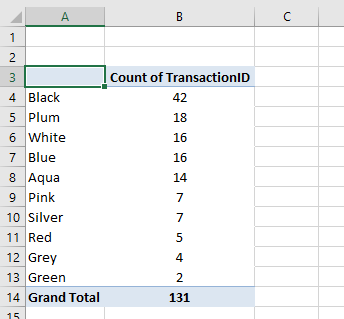 A B C
1
2
3 Count of TransactionID
4 Black 42
5 Plum 18
6 White 16
7 Blue 16
8 Aqua 14
9 Pink 7
10 Silver 7
11 Red 5
12 Grey 4
13 Green 2
14 Grand Total 131
15